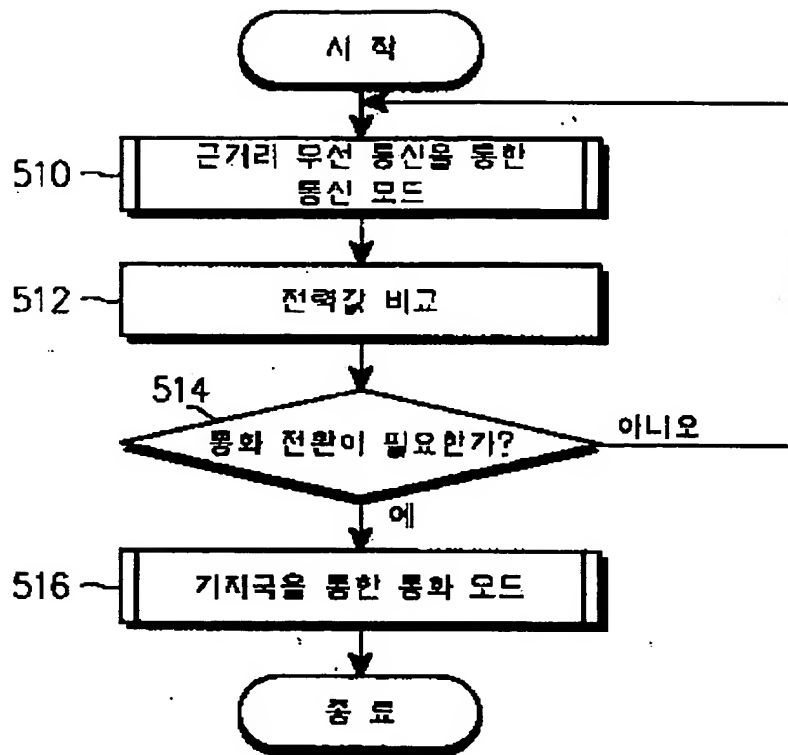 시 작
510
근거리 무선 통신을 통한
통신 모드
512
전력값 비교
514
통화 전환이 필요한가?
아니오
예
516
기지국을 통한 통화 모드
종 료